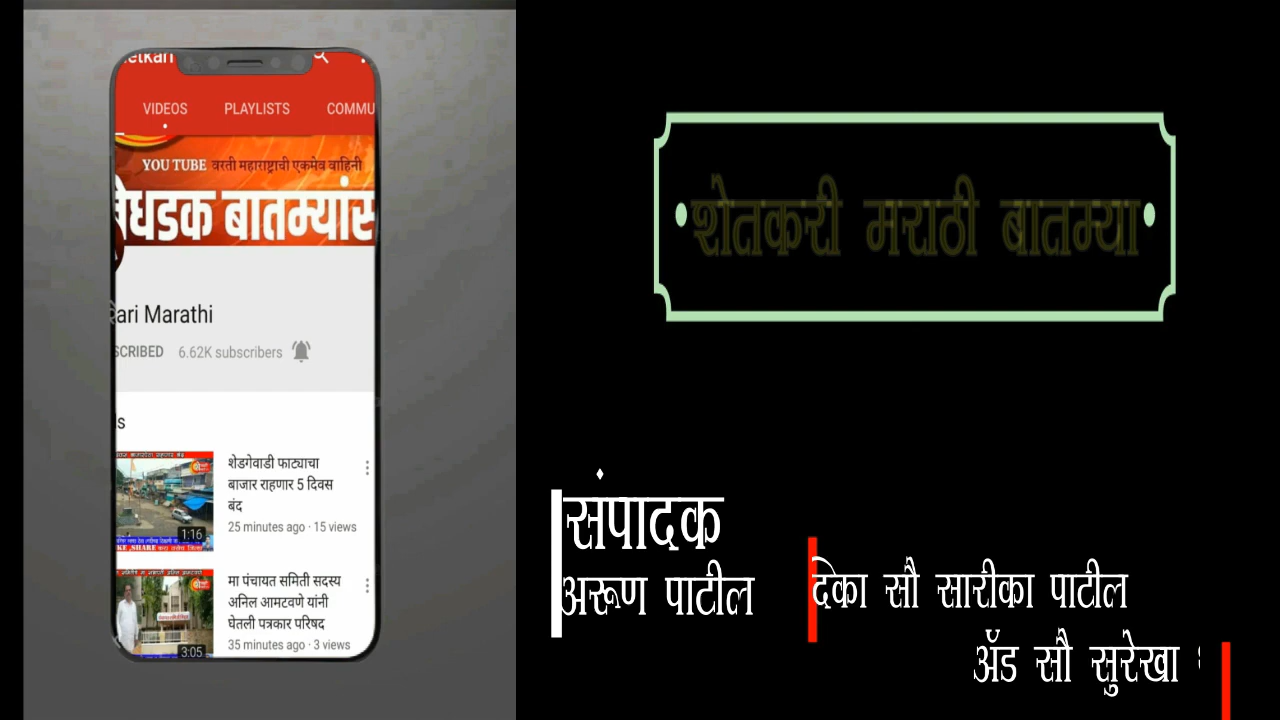 etkari
VIDEOS PLAYLISTS COMMU
YOU TUBE वरती महाराष्ट्राची एकमेव वाहिनी
बेधडक बातम्यांस
ari Marathi
SCRIBED 6.62K subscribers
ds
शेडगेवाडी फाट्याचा
बाजार राहणार 5 दिवस
बंद
25 minutes ago · 15 views
1:16
मा पंचायत समिती सदस्य
अनिल आमटवणे यांनी
घेतली पत्रकार परिषद
35 minutes ago · 3 views
3:05
शेतकरी मराठी बातम्या
संपादक
अरूण पाटील
दिका सौ सारीका पाटील
ॲड सौ सुरेखा